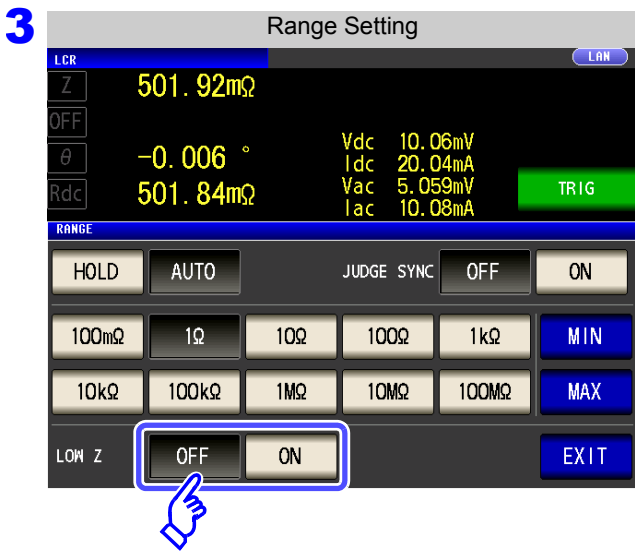 3
Range Setting
LCR LAN
Z 501.92mΩ
OFF
θ -0.006 °
Rdc 501.84mΩ
Vdc 10.06mV
Idc 20.04mA
Vac 5.059mV
Iac 10.08mA
TRIG
RANGE
HOLD AUTO JUDGE SYNC OFF ON
100mΩ 1Ω 10Ω 100Ω 1kΩ MIN
10kΩ 100kΩ 1MΩ 10MΩ 100MΩ MAX
LOW Z OFF ON EXIT